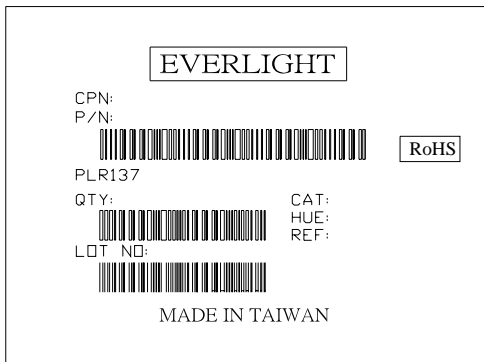 EVERLIGHT
CPN:
P/N:
RoHS
PLR137
QTY:
CAT:
HUE:
REF:
LOT NO:
MADE IN TAIWAN